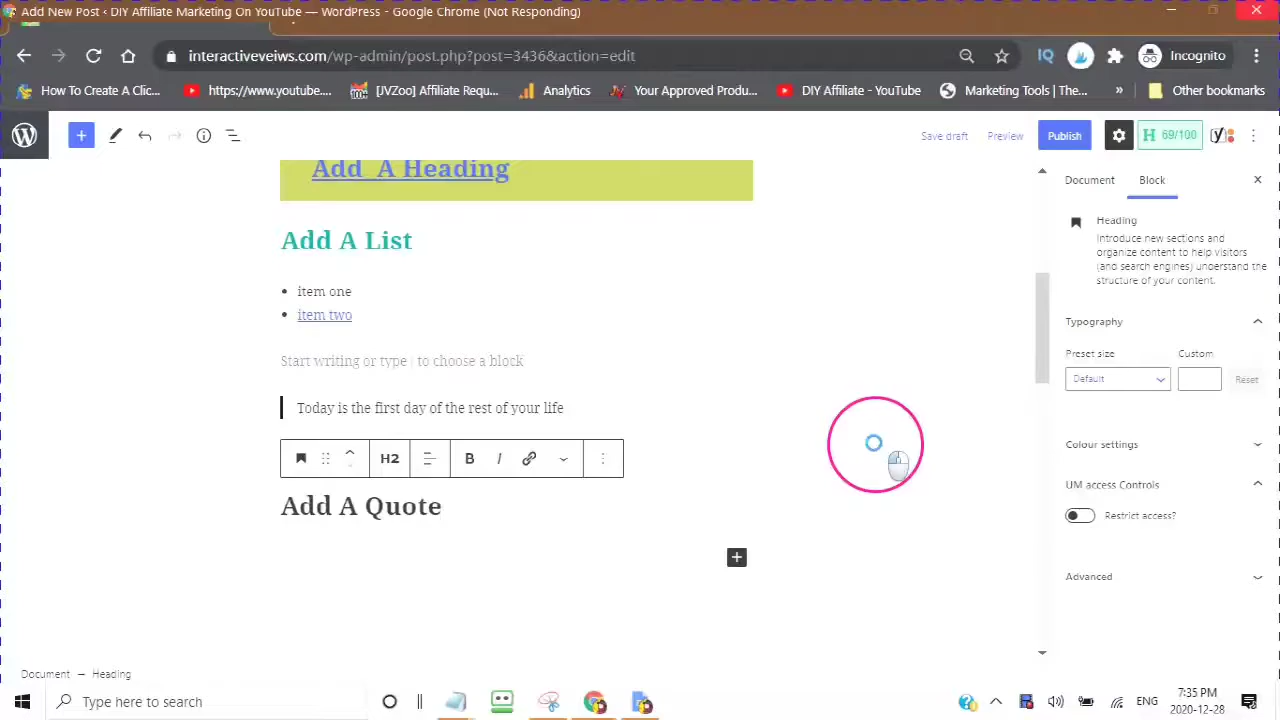 Add New Post ‹ DIY Affiliate Marketing On YouTube — WordPress - Google Chrome (Not Responding)
interactiveveiws.com/wp-admin/post.php?post=3436&action=edit
Incognito
How To Create A Clic...
https://www.youtube....
[JVZoo] Affiliate Requ...
Analytics
Your Approved Produ...
DIY Affiliate - YouTube
Marketing Tools | The...
»
Other bookmarks
Save draft
Preview
Publish
69/100
Add A Heading
Document
Block
Heading
Introduce new sections and
organize content to help visitors
(and search engines) understand the
structure of your content.
Add A List
• item one
• item two
Start writing or type | to choose a block
Today is the first day of the rest of your life
H2
B
I
Add A Quote
Typography
Preset size
Custom
Default
Reset
Colour settings
UM access Controls
Restrict access?
Advanced
Document → Heading
Type here to search
ENG
2020-12-28